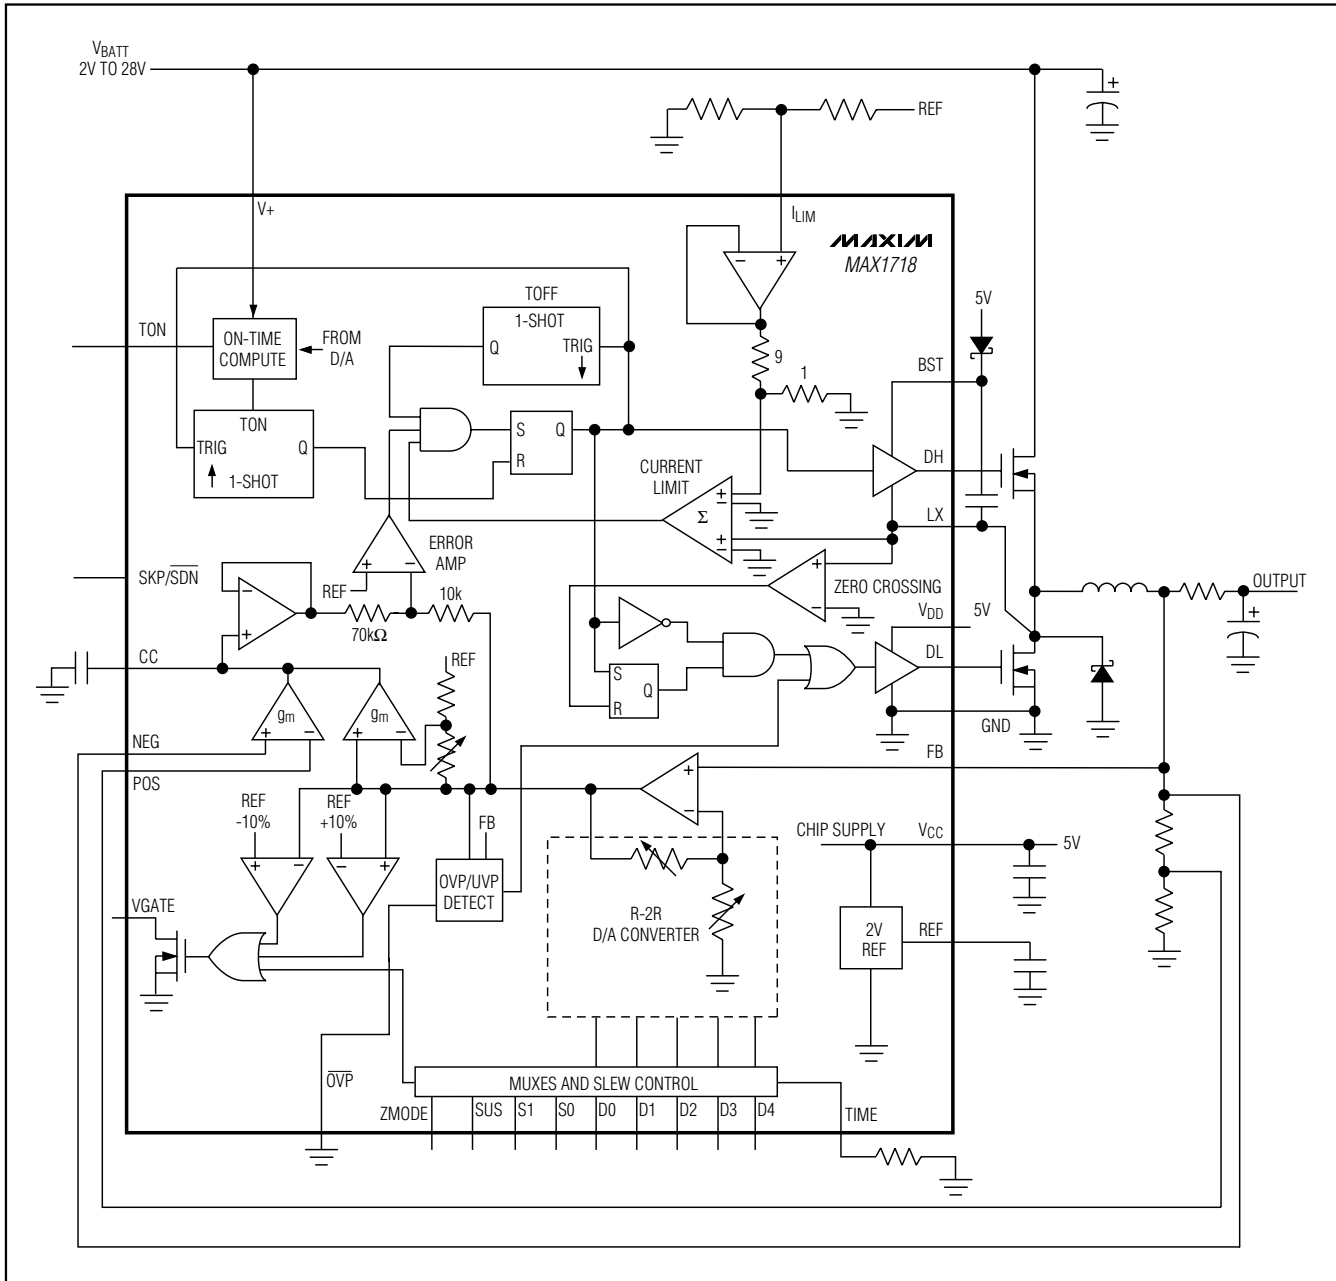 VBATT
2V TO 28V
REF
V+
ILIM
MAXIM
MAX1718
TOFF
1-SHOT
Q
TRIG
5V
TON
ON-TIME
COMPUTE
FROM
D/A
9
1
BST
TON
TRIG
Q
1-SHOT
S
Q
R
CURRENT
LIMIT
DH
+
−
Σ
+
−
LX
ERROR
AMP
+
−
REF
SKP/SDN
10k
70kΩ
−
+
ZERO CROSSING
+
−
OUTPUT
+
VDD
5V
CC
REF
S
Q
R
DL
gm
gm
+
−
+
−
GND
NEG
POS
FB
+
−
REF
-10%
REF
+10%
FB
CHIP SUPPLY
VCC
5V
+
−
−
+
OVP/UVP
DETECT
VGATE
R-2R
D/A CONVERTER
2V
REF
REF
OVP
MUXES AND SLEW CONTROL
ZMODE
SUS
S1
S0
D0
D1
D2
D3
D4
TIME